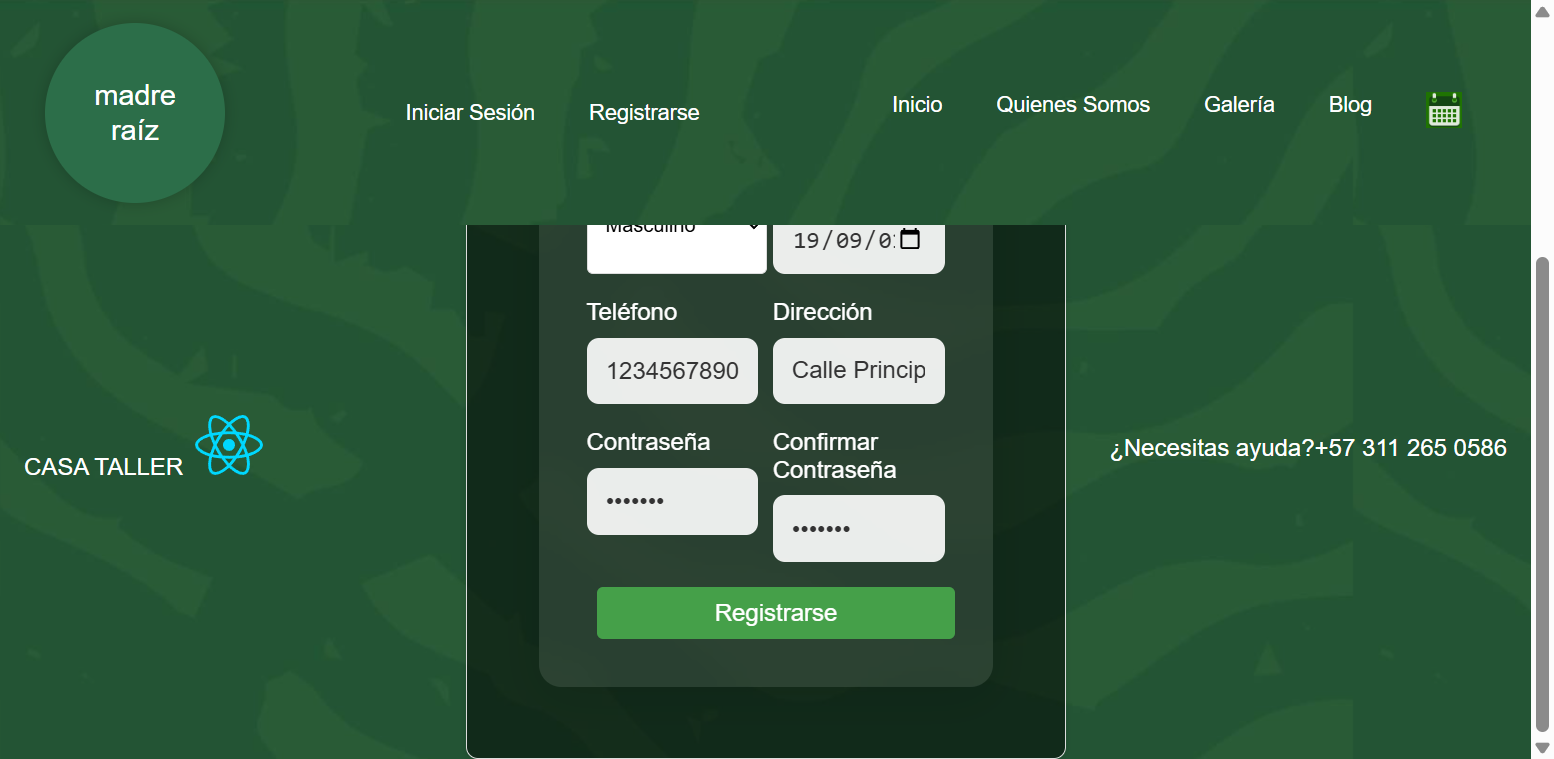 madre
raíz
Iniciar Sesión
Registrarse
Inicio
Quienes Somos
Galería
Blog
Masculino
19/09/0
Teléfono
Dirección
1234567890
Calle Princip
Contraseña
Confirmar
Contraseña
•••••••
•••••••
Registrarse
CASA TALLER
¿Necesitas ayuda?+57 311 265 0586